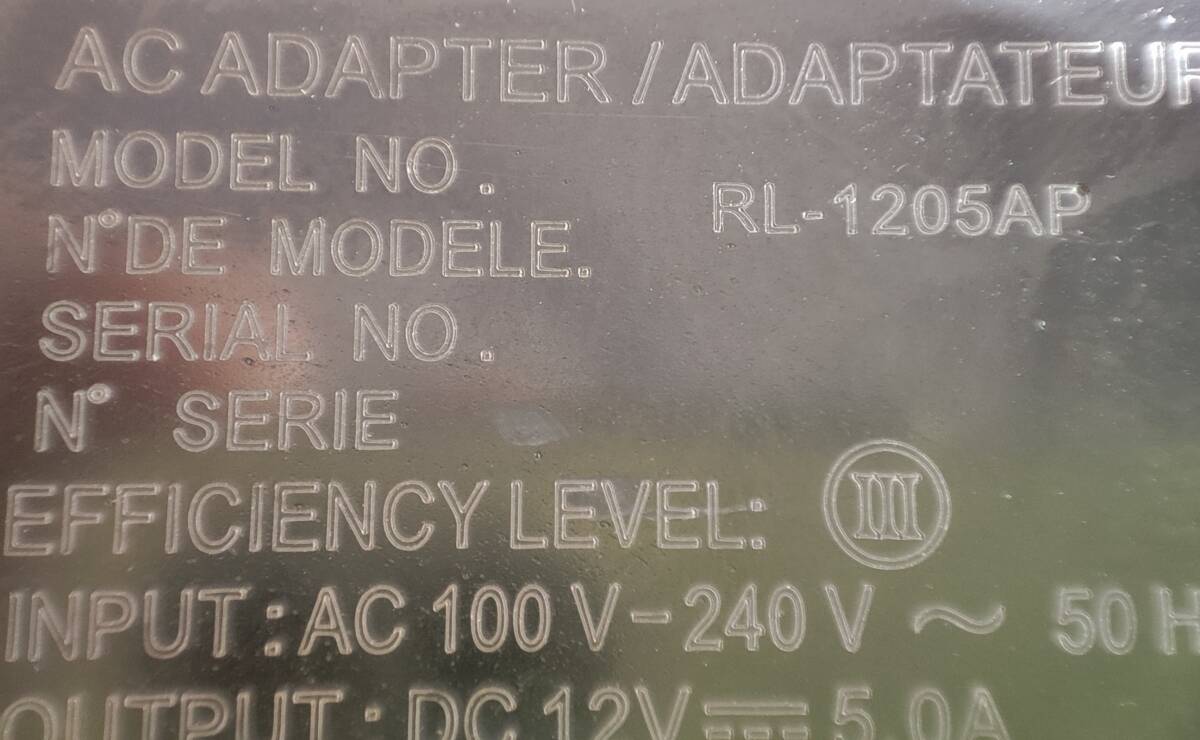 AC ADAPTER / ADAPTATEUR
MODEL NO.
N°DE MODELE. RL-1205AP
SERIAL NO.
N° SERIE
EFFICIENCY LEVEL: III
INPUT : AC 100 V – 240 V ~ 50 H
OUTPUT : DC 12V ⎓ 5.0A